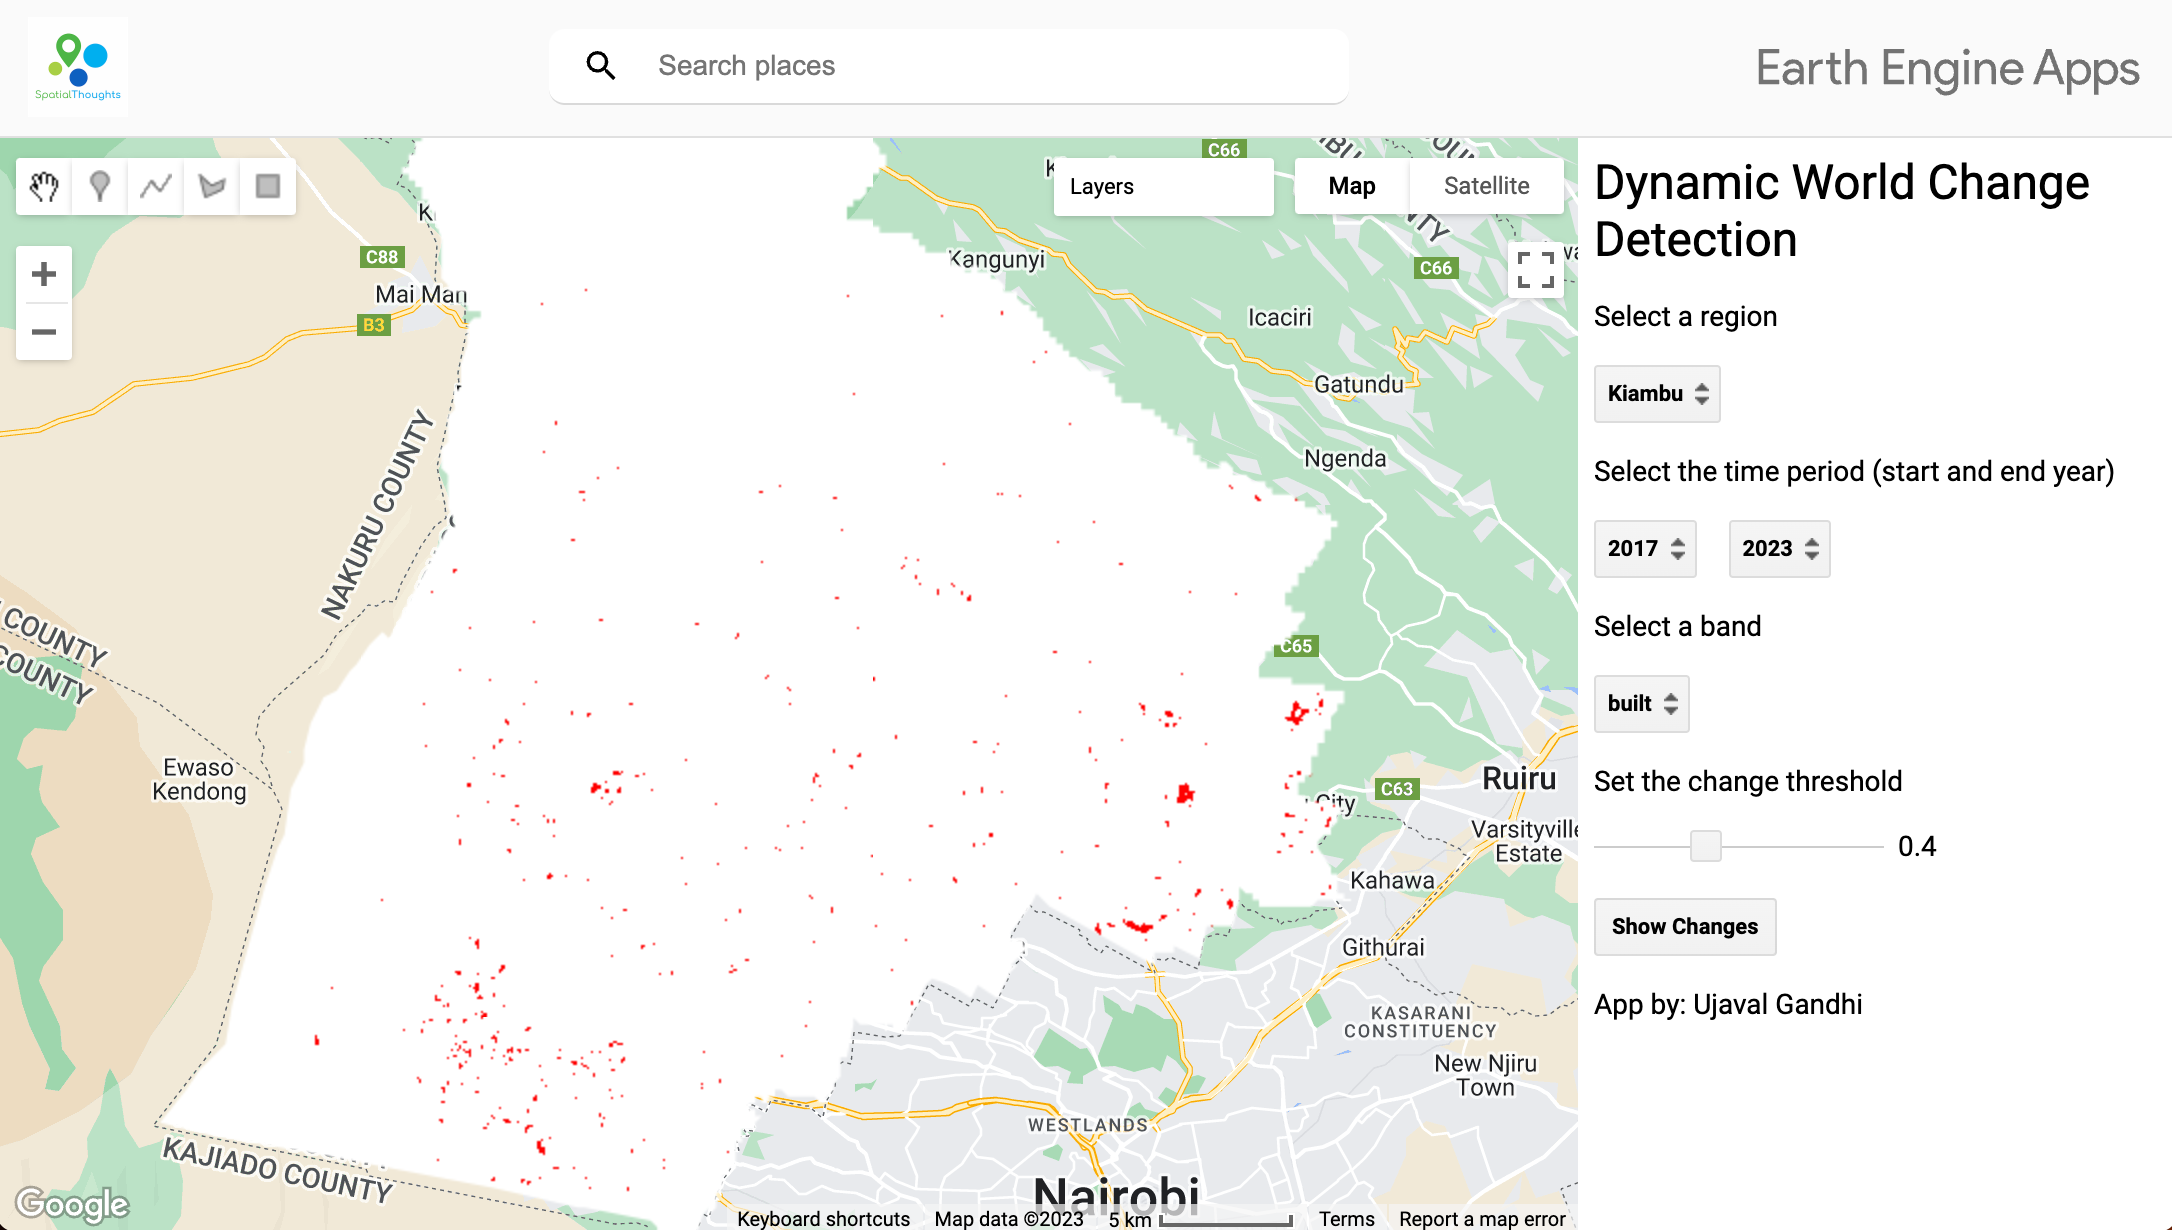 SpatialThoughts
Search places
Earth Engine Apps
Layers
Map
Satellite
C66
C66
C88
Mai Mah
B3
Kangunyi
Icaciri
Gatundu
Ngenda
NAKURU COUNTY
COUNTY
COUNTY
C65
Ewaso
Kendong
Ruiru
C63
City
Varsityville
Estate
Kahawa
Githurai
KASARANI
CONSTITUENCY
New Njiru
Town
WESTLANDS
KAJIADO COUNTY
Nairobi
Google
Keyboard shortcuts
Map data ©2023
5 km
Terms
Report a map error
Dynamic World Change
Detection
Select a region
Kiambu
Select the time period (start and end year)
2017
2023
Select a band
built
Set the change threshold
0.4
Show Changes
App by: Ujaval Gandhi